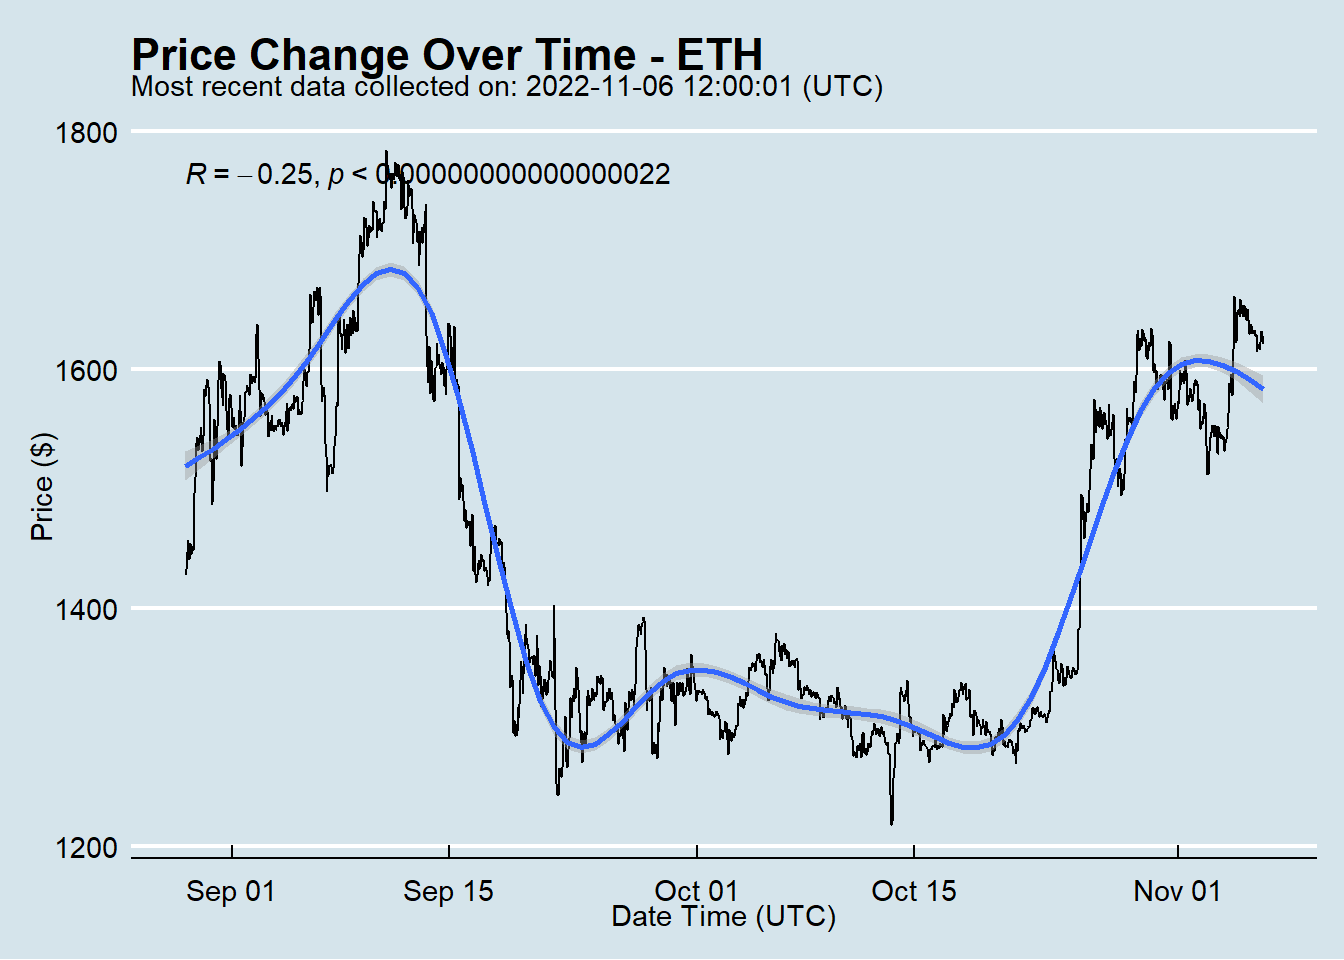 Price Change Over Time - ETH
Most recent data collected on: 2022-11-06 12:00:01 (UTC)
R = −0.25, p < 0.00000000000000022
1800
1600
1400
1200
Price ($)
Sep 01
Sep 15
Oct 01
Oct 15
Nov 01
Date Time (UTC)